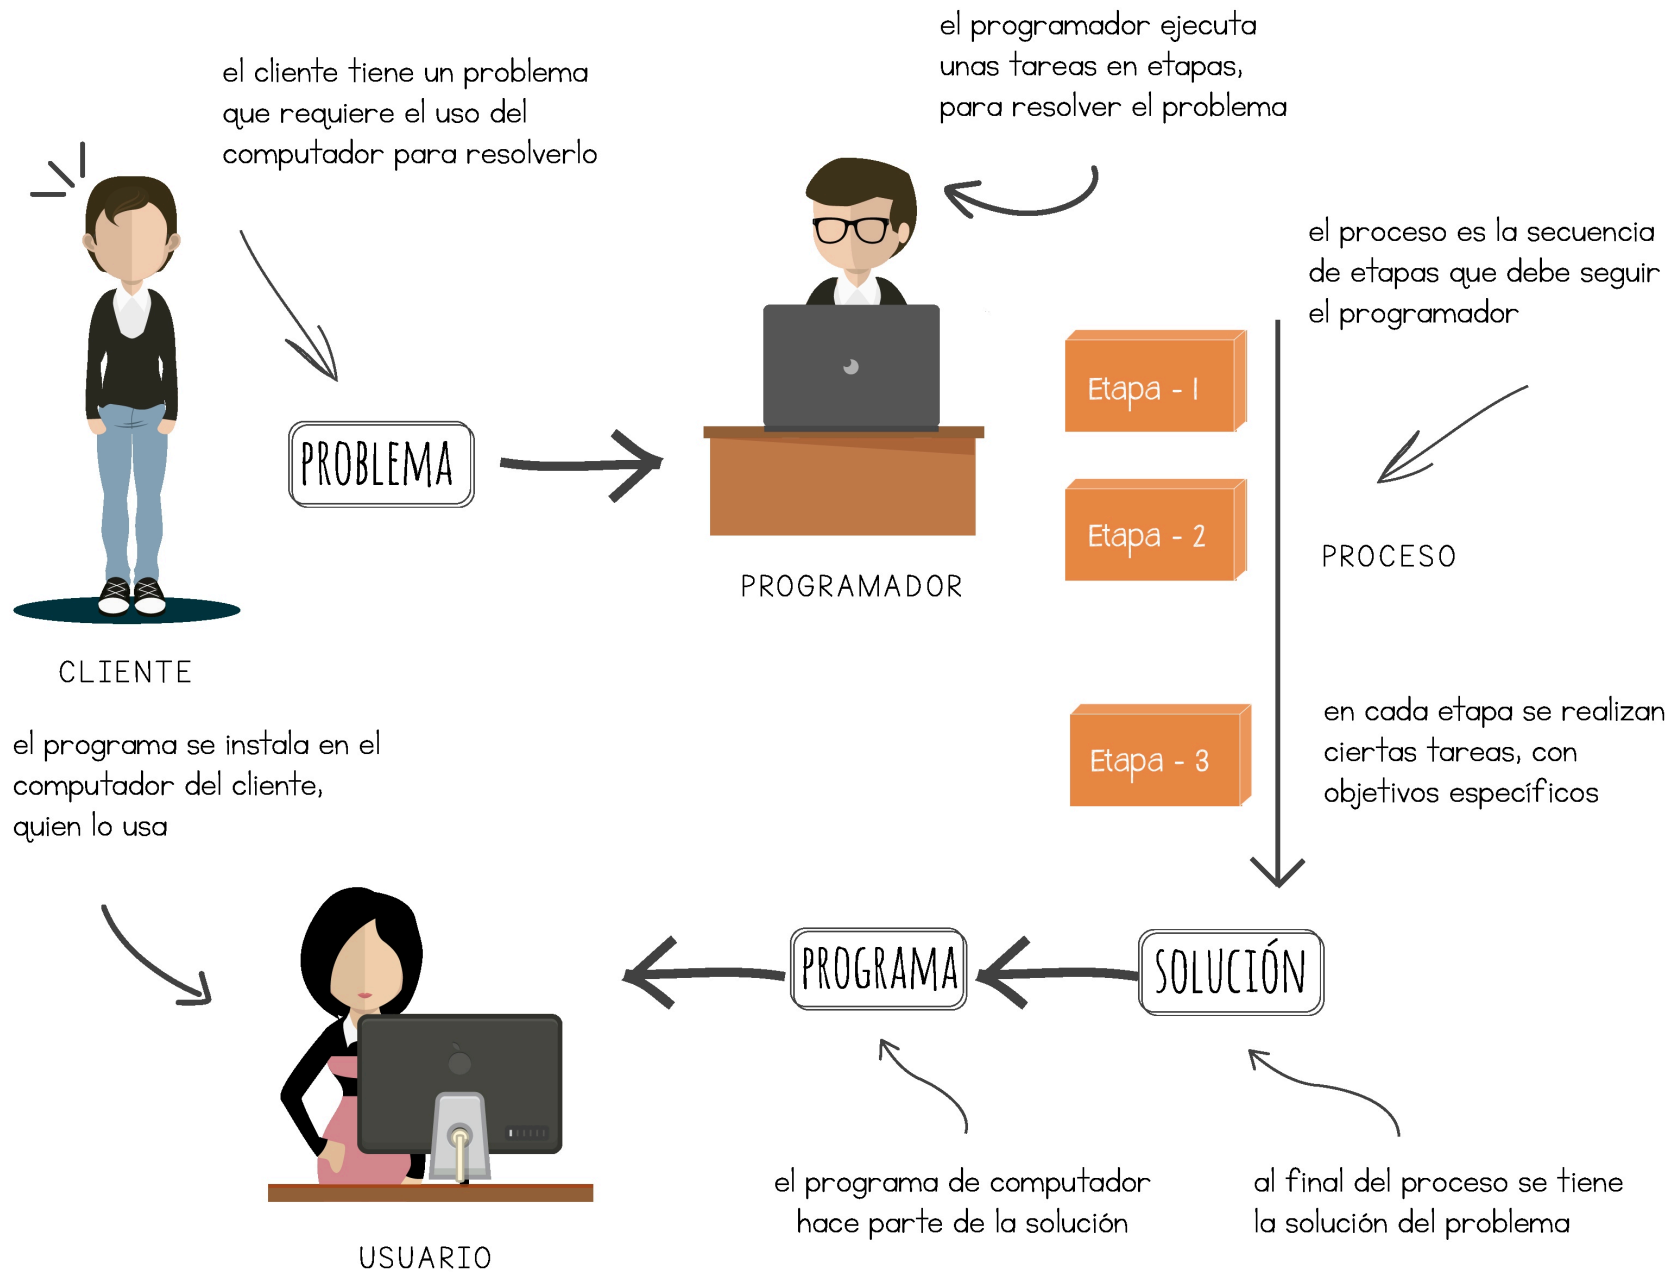 el programador ejecuta
unas tareas en etapas,
para resolver el problema
el cliente tiene un problema
que requiere el uso del
computador para resolverlo
el proceso es la secuencia
de etapas que debe seguir
el programador
Etapa - 1
PROBLEMA
Etapa - 2
PROCESO
PROGRAMADOR
CLIENTE
en cada etapa se realizan
ciertas tareas, con
objetivos específicos
Etapa - 3
el programa se instala en el
computador del cliente,
quien lo usa
PROGRAMA
SOLUCIÓN
el programa de computador
hace parte de la solución
al final del proceso se tiene
la solución del problema
USUARIO